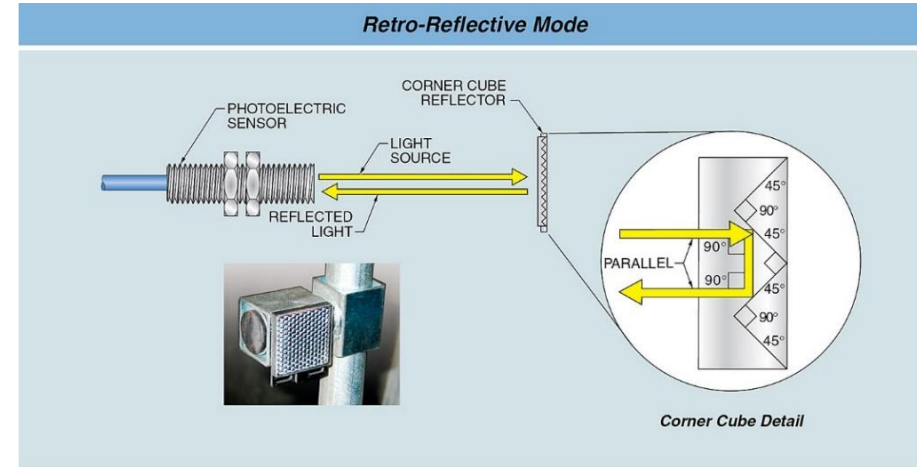 Retro-Reflective Mode
CORNER CUBE
REFLECTOR
PHOTOELECTRIC
SENSOR
LIGHT
SOURCE
REFLECTED
LIGHT
45°
90°
45°
90°
PARALLEL
90°
45°
90°
45°
Corner Cube Detail